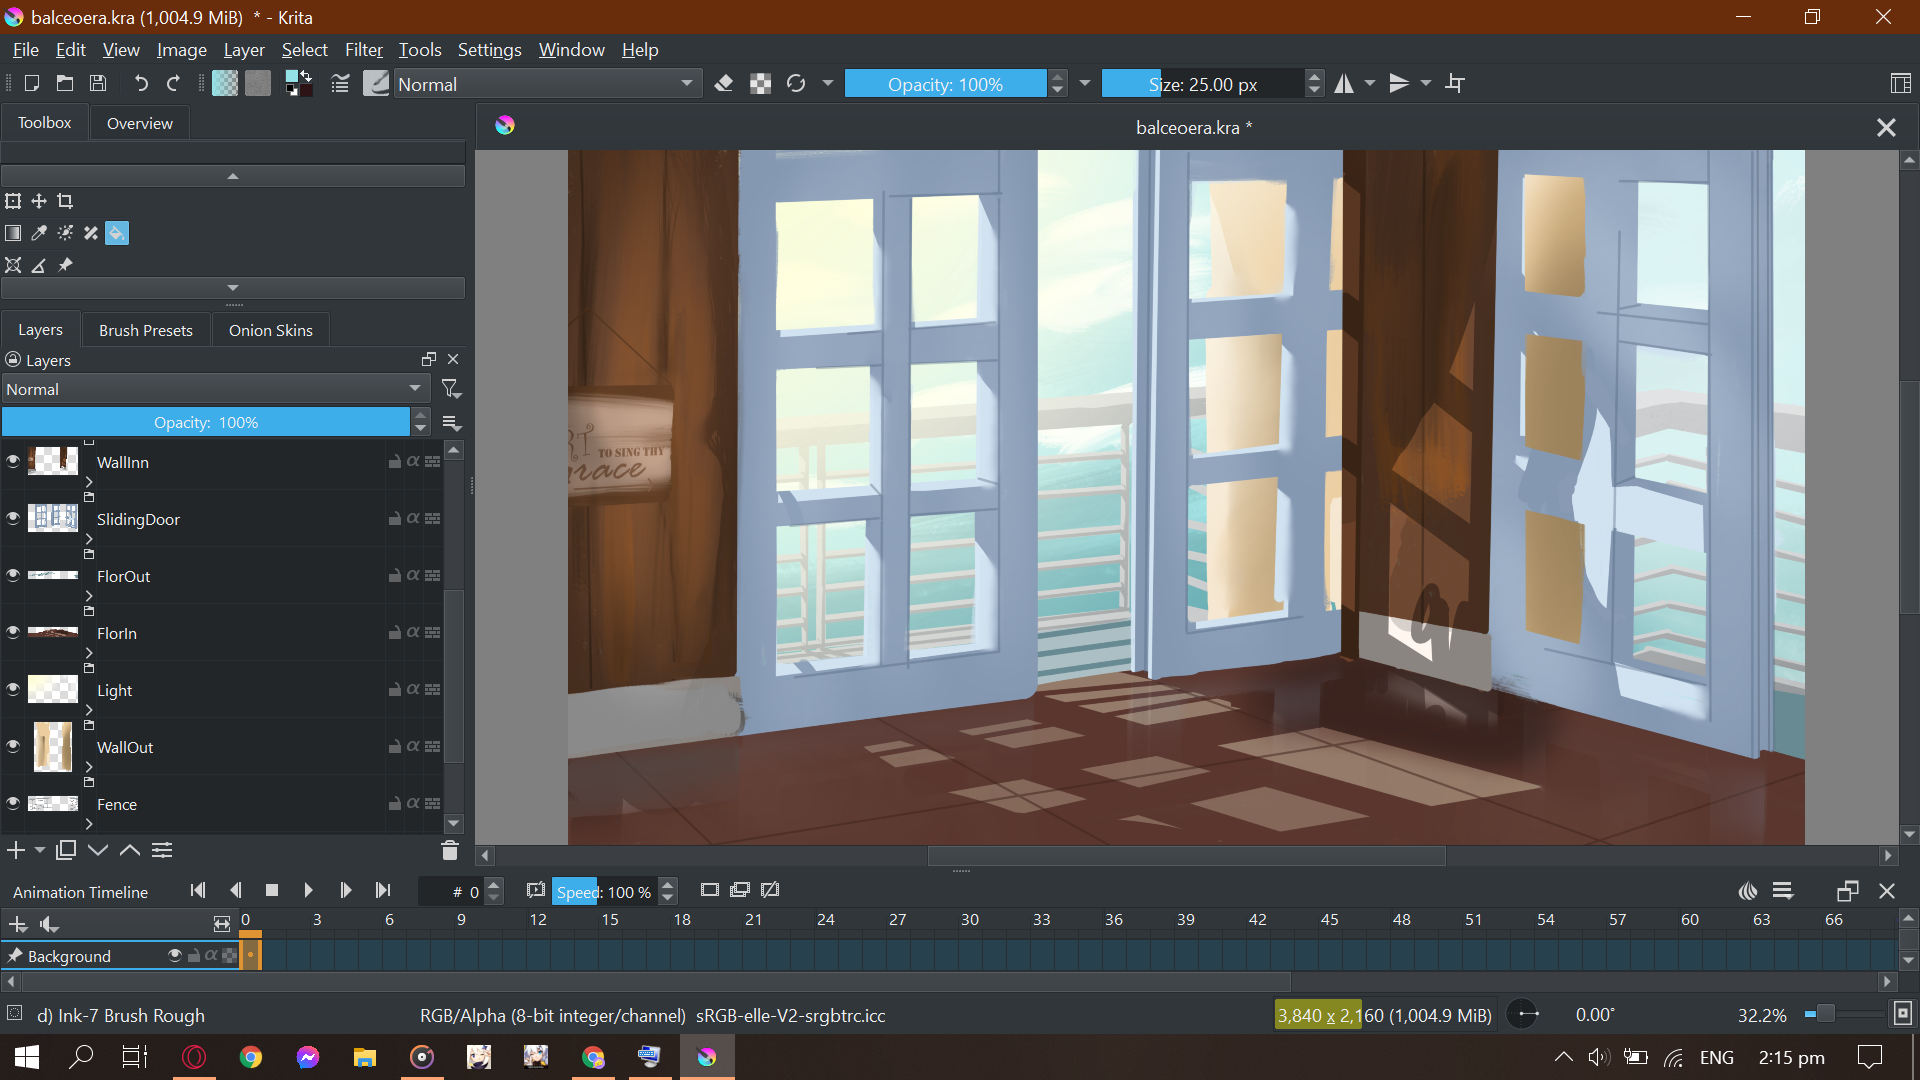 balceoera.kra (1,004.9 MiB) * - Krita
File Edit View Image Layer Select Filter Tools Settings Window Help
Normal
Opacity: 100%
Size: 25.00 px
Toolbox
Overview
balceoera.kra *
Layers
Brush Presets
Onion Skins
Layers
Normal
Opacity: 100%
WallInn
SlidingDoor
FlorOut
FlorIn
Light
WallOut
Fence
TO SING THY
Grace
Animation Timeline
# 0
Speed: 100 %
0 3 6 9 12 15 18 21 24 27 30 33 36 39 42 45 48 51 54 57 60 63 66
Background
d) Ink-7 Brush Rough
RGB/Alpha (8-bit integer/channel) sRGB-elle-V2-srgbtrc.icc
3,840 x 2,160 (1,004.9 MiB)
0.00°
32.2%
ENG
2:15 pm